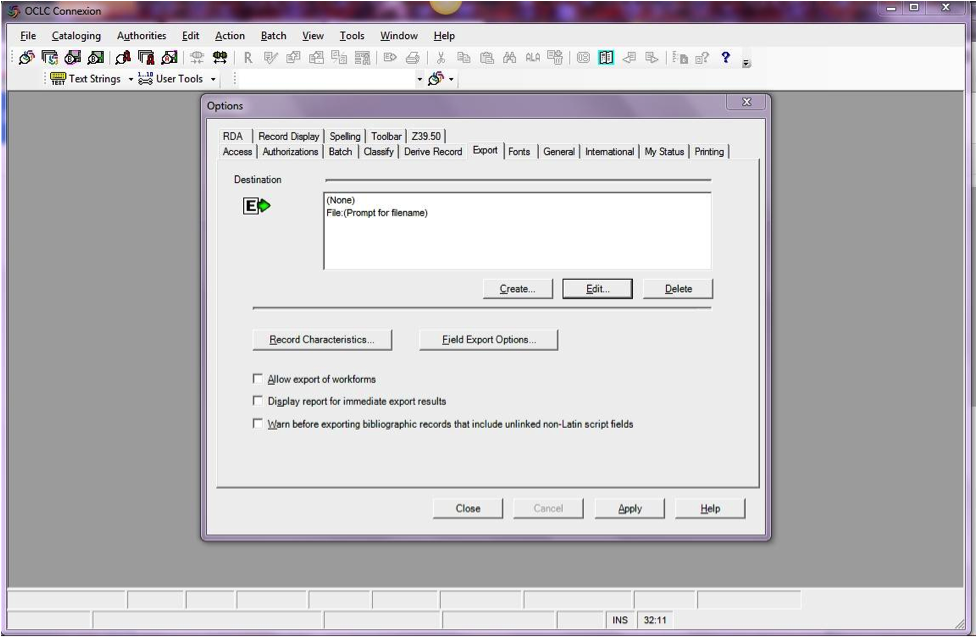 OCLC Connexion
File Cataloging Authorities Edit Action Batch View Tools Window Help
R ALA ?
TEXT Text Strings 1...10 User Tools
Options
RDA Record Display Spelling Toolbar Z39.50
Access Authorizations Batch Classify Derive Record Export Fonts General International My Status Printing
Destination
E
(None)
File:(Prompt for filename)
Create... Edit... Delete
Record Characteristics... Field Export Options...
Allow export of workforms
Display report for immediate export results
Warn before exporting bibliographic records that include unlinked non-Latin script fields
Close Cancel Apply Help
INS 32:11